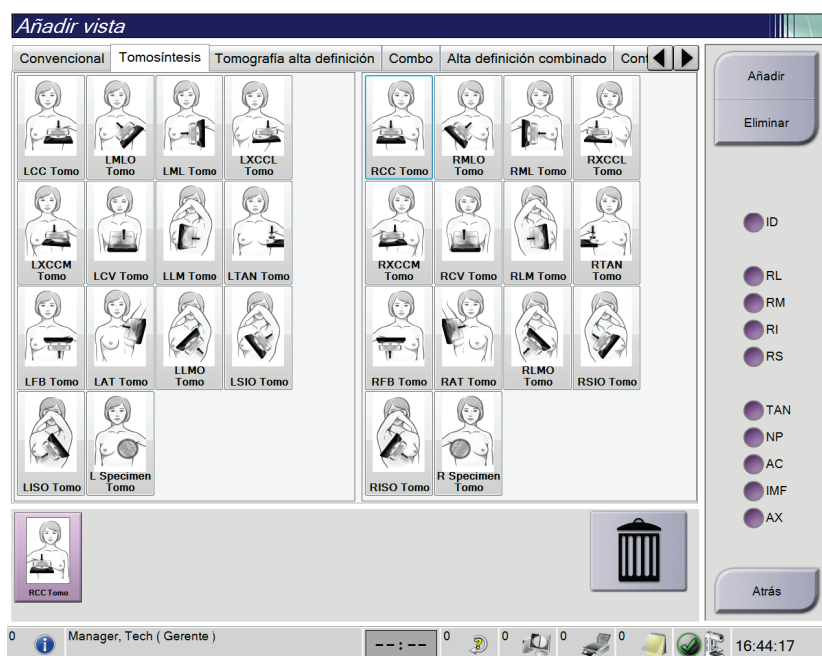 Añadir vista
Convencional Tomosíntesis Tomografía alta definición Combo Alta definición combinado
Añadir
Eliminar
LCC Tomo
LMLO
Tomo
LML Tomo
LXCCL
Tomo
RCC Tomo
RMLO
Tomo
RML Tomo
RXCCL
Tomo
LXCCM
Tomo
LCV Tomo
LLM Tomo
LTAN Tomo
RXCCM
Tomo
RCV Tomo
RLM Tomo
RTAN
Tomo
LFB Tomo
LAT Tomo
LLMO
Tomo
LSIO Tomo
RFB Tomo
RAT Tomo
RLMO
Tomo
RSIO Tomo
LISO Tomo
L Specimen
Tomo
RISO Tomo
R Specimen
Tomo
ID
RL
RM
RI
RS
TAN
NP
AC
IMF
AX
RCC Tomo
Atrás
0 Manager, Tech ( Gerente ) --:-- 0 0 0 0 16:44:17